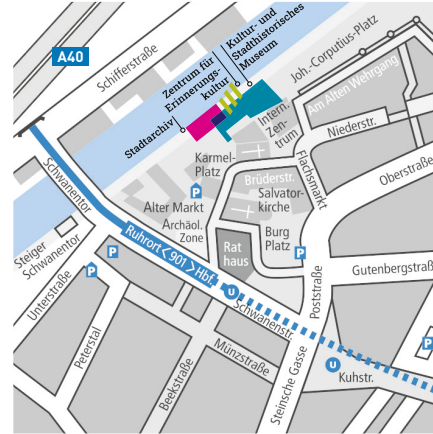 A40
Schifferstraße
Zentrum für
Erinnerungs-
kultur
Kultur- und
Stadthistorisches
Museum
Joh.-Corputius-Platz
Stadtarchiv
Intern.
Zen-
trum
Am Alten Wehrgang
Niederstr.
Karmel-
Platz
Flachsmarkt
Oberstraße
Brüderstr.
Salvator-
kirche
Schwanentor
P
Alter Markt
Archäol.
Zone
Burg
Platz
Rat
haus
P
Steiger
Schwanentor
P
P
Ruhrort <901> Hbf.
U
Gutenbergstraße
Unterstraße
Poststraße
Schwanenstr.
Peterstal
Münzstraße
Beekstraße
Steinsche Gasse
U
Kuhstr.
P